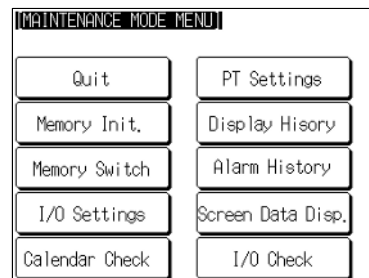 [MAINTENANCE MODE MENU]
Quit
PT Settings
Memory Init.
Display Hisory
Memory Switch
Alarm History
I/O Settings
Screen Data Disp.
Calendar Check
I/O Check